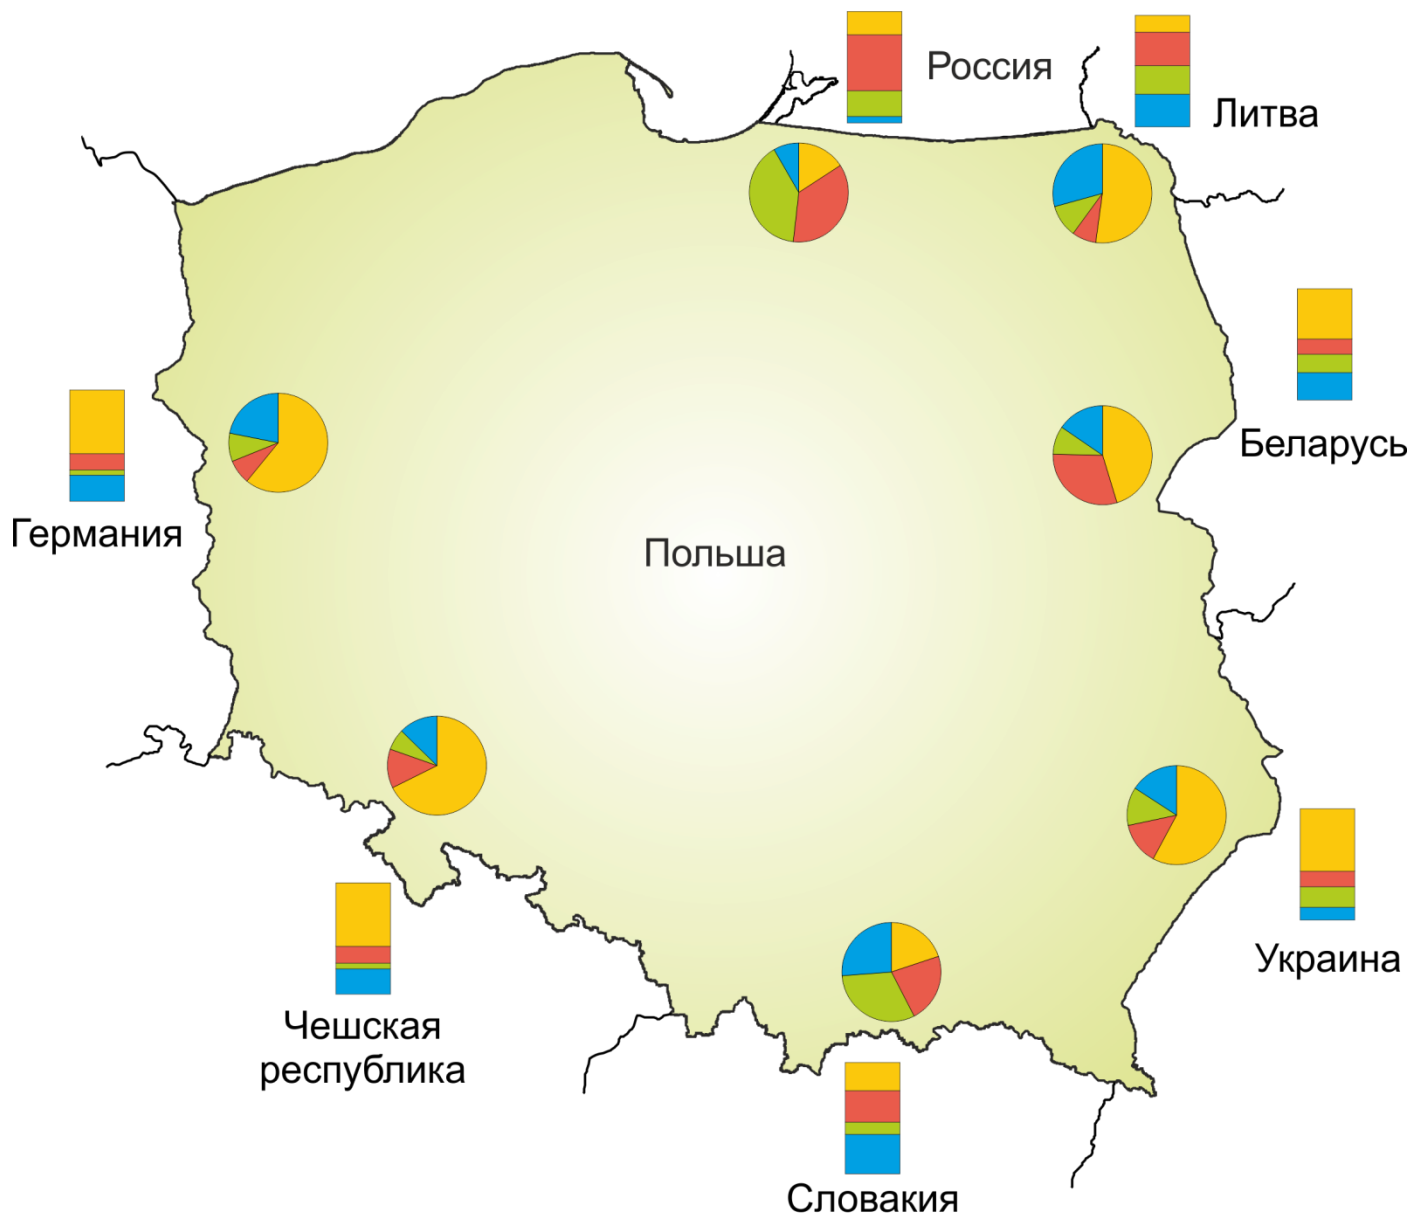 Россия
Литва
Беларусь
Германия
Польша
Украина
Чешская
республика
Словакия